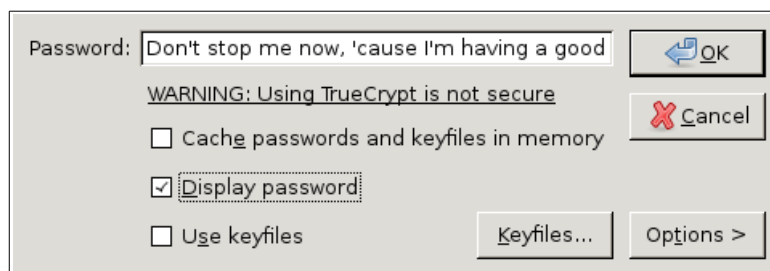 Password: Don't stop me now, 'cause I'm having a good
OK
WARNING: Using TrueCrypt is not secure
Cancel
Cache passwords and keyfiles in memory
Display password
Use keyfiles
Keyfiles...
Options >